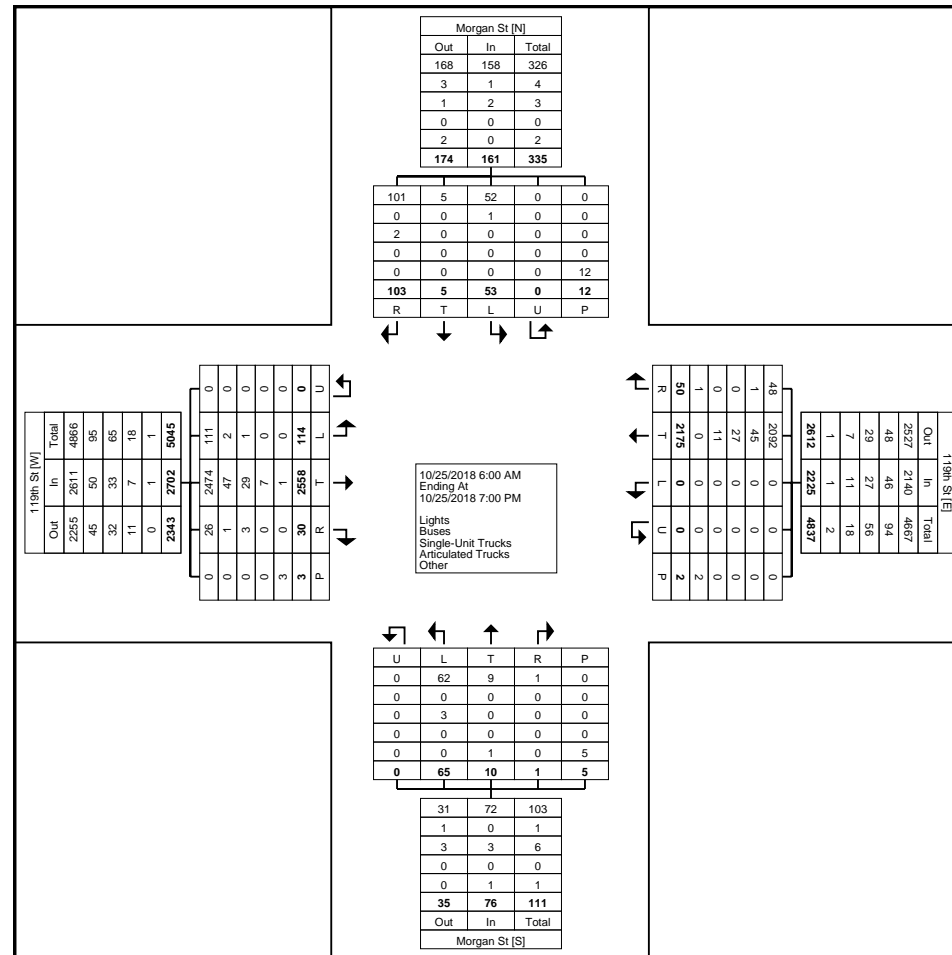 Morgan St [N]
Out In Total
168 158 326
3 1 4
1 2 3
0 0 0
2 0 2
174 161 335
101 5 52 0 0
0 0 1 0 0
2 0 0 0 0
0 0 0 0 0
0 0 0 0 12
103 5 53 0 12
R T L U P
U L T R P
0 114 2558 30 3
0 0 1 0 3
0 0 7 0 0
0 1 29 3 0
0 2 47 1 0
0 111 2474 26 0
5045 2702 2343
1 1 0
18 7 11
65 33 32
95 50 45
4866 2611 2255
Total In Out
119th St [W]
10/25/2018 6:00 AM
Ending At
10/25/2018 7:00 PM
Lights
Buses
Single-Unit Trucks
Articulated Trucks
Other
119th St [E]
Out In Total
2527 2140 4667
48 46 94
29 27 56
7 11 18
1 1 2
2612 2225 4837
48 2092 0 0 0
1 45 0 0 0
0 27 0 0 0
0 11 0 0 0
1 0 0 0 2
50 2175 0 0 2
R T L U P
U L T R P
0 62 9 1 0
0 0 0 0 0
0 3 0 0 0
0 0 0 0 0
0 0 1 0 5
0 65 10 1 5
31 72 103
1 0 1
3 3 6
0 0 0
0 1 1
35 76 111
Out In Total
Morgan St [S]